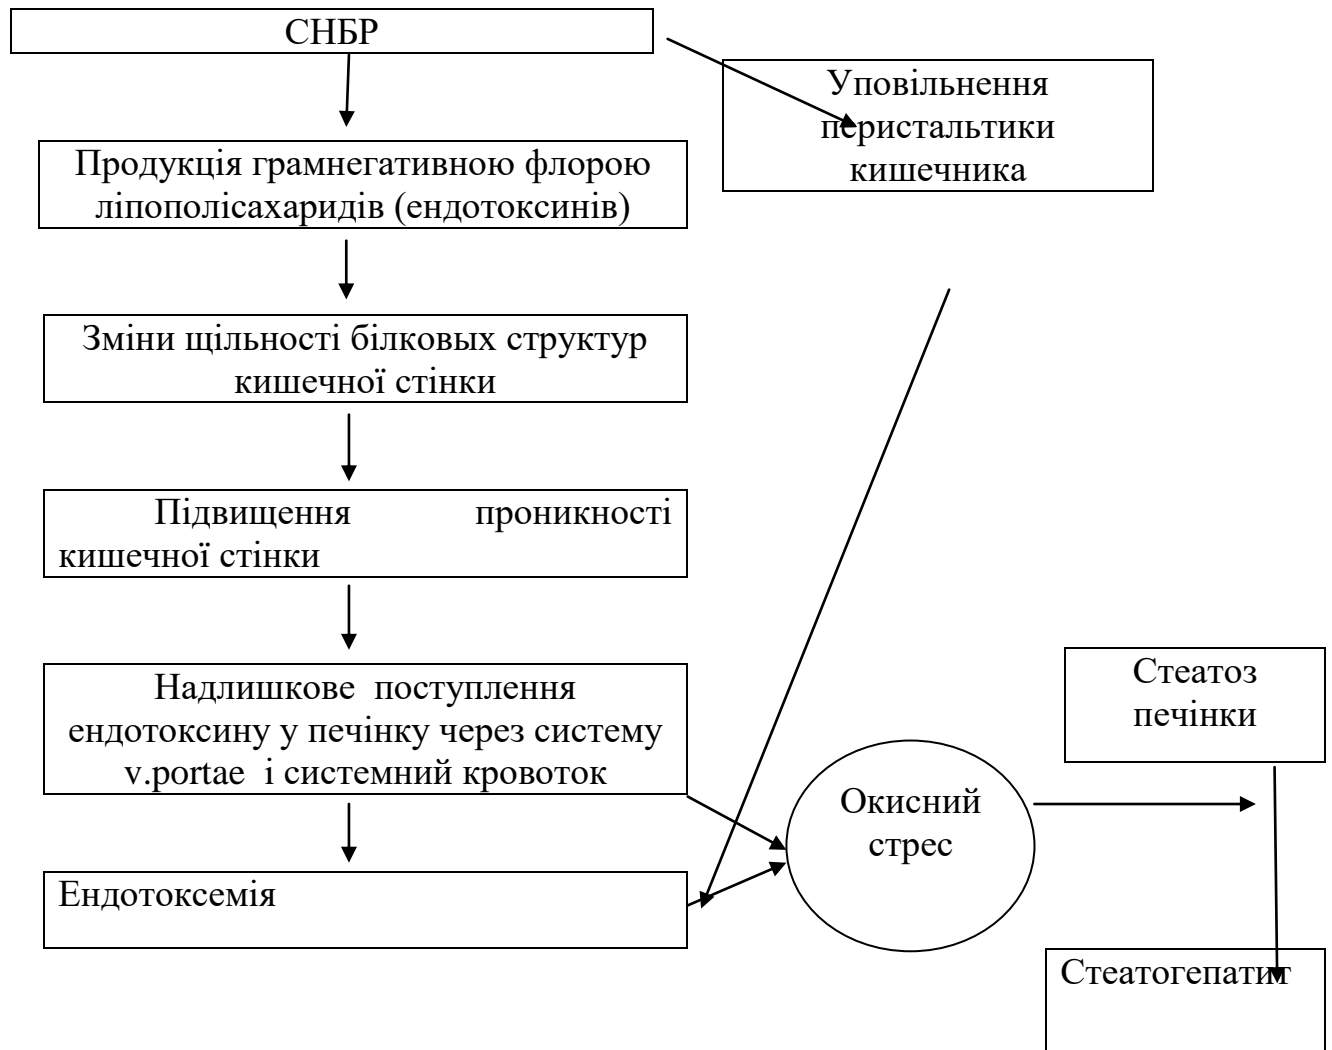 СНБР
Уповільнення
перистальтики
кишечника
Продукція грамнегативною флорою
ліпополісахаридів (ендотоксинів)
Зміни щільності білковых структур
кишечної стінки
Підвищення проникності
кишечної стінки
Надлишкове поступлення
ендотоксину у печінку через систему
v.portae і системний кровоток
Стеатоз
печінки
Окисний
стрес
Ендотоксемія
Стеатогепатит